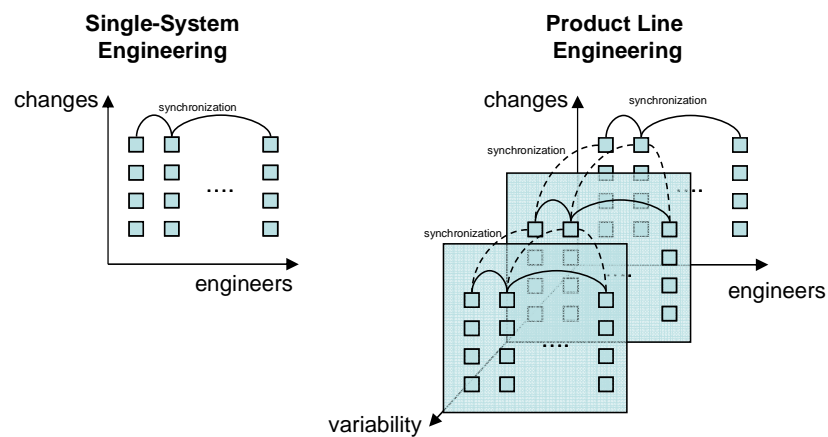 Single-System
Engineering
changes
synchronization
....
engineers
Product Line
Engineering
changes
synchronization
synchronization
....
synchronization
....
engineers
....
variability